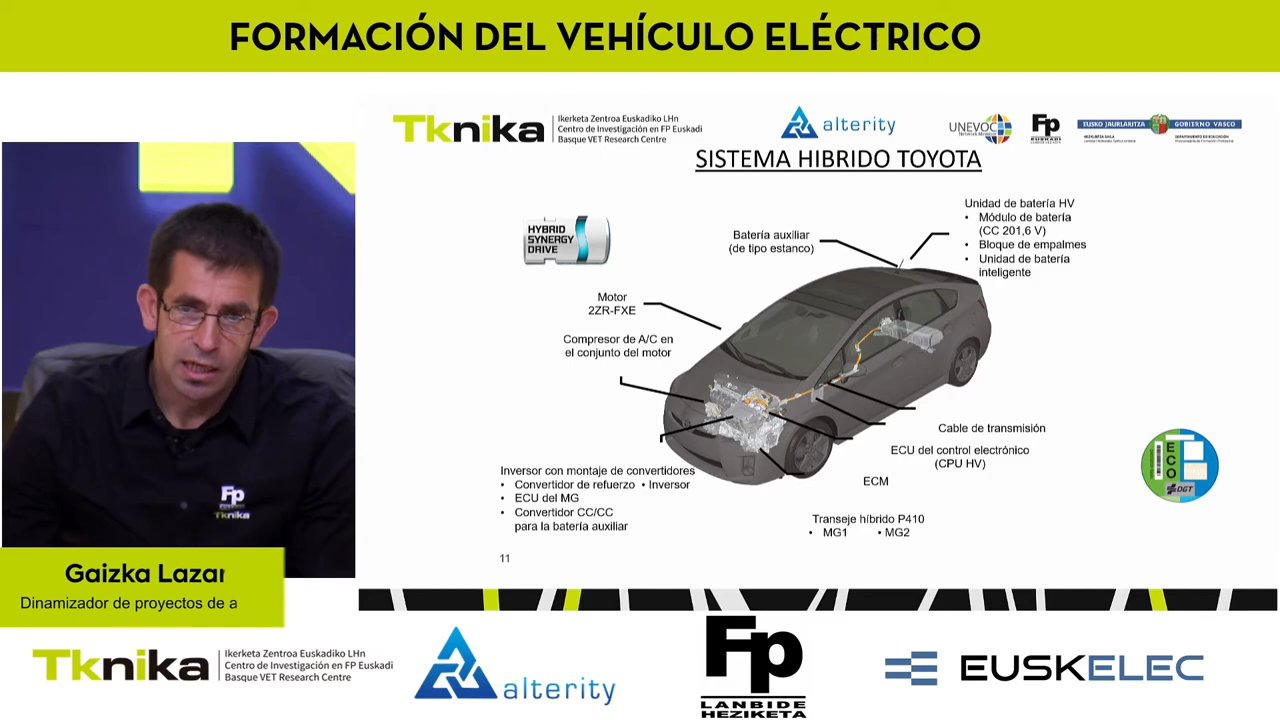 FORMACIÓN DEL VEHÍCULO ELÉCTRICO
Tknika
Ikerketa Zentroa Euskadiko LHn
Centro de Investigación en FP Euskadi
Basque VET Research Centre
alterity
UNEVOC
Fp
EUSKADI
EUSKO JAURLARITZA
GOBIERNO VASCO
SISTEMA HIBRIDO TOYOTA
HYBRID
SYNERGY
DRIVE
Batería auxiliar
(de tipo estanco)
Unidad de batería HV
• Módulo de batería
(CC 201,6 V)
• Bloque de empalmes
• Unidad de batería
inteligente
Motor
2ZR-FXE
Compresor de A/C en
el conjunto del motor
Cable de transmisión
ECU del control electrónico
(CPU HV)
ECM
Inversor con montaje de convertidores
• Convertidor de refuerzo • Inversor
• ECU del MG
• Convertidor CC/CC
para la batería auxiliar
Transeje híbrido P410
• MG1 • MG2
ECO
DGT
11
Fp
Tknika
Gaizka Lazar
Dinamizador de proyectos de a
Tknika
Ikerketa Zentroa Euskadiko LHn
Centro de Investigación en FP Euskadi
Basque VET Research Centre
alterity
Fp
LANBIDE
HEZIKETA
EUSKELEC